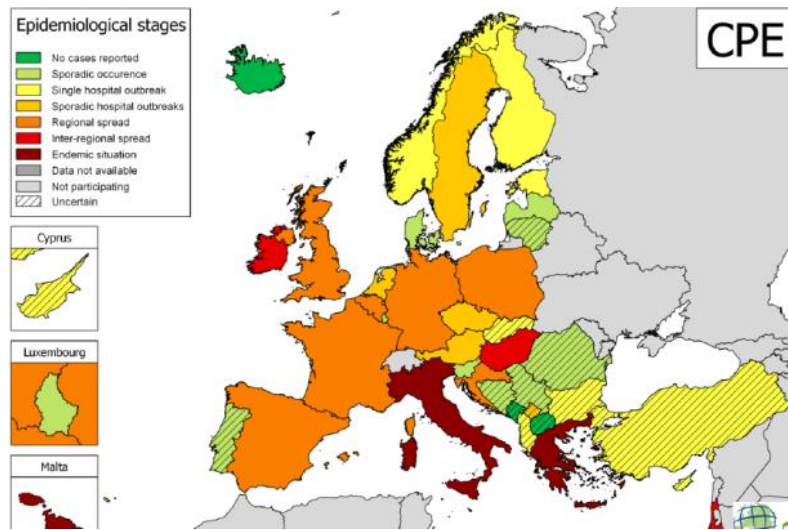 Epidemiological stages
No cases reported
Sporadic occurence
Single hospital outbreak
Sporadic hospital outbreaks
Regional spread
Inter-regional spread
Endemic situation
Data not available
Not participating
Uncertain
CPE
Cyprus
Luxembourg
Malta